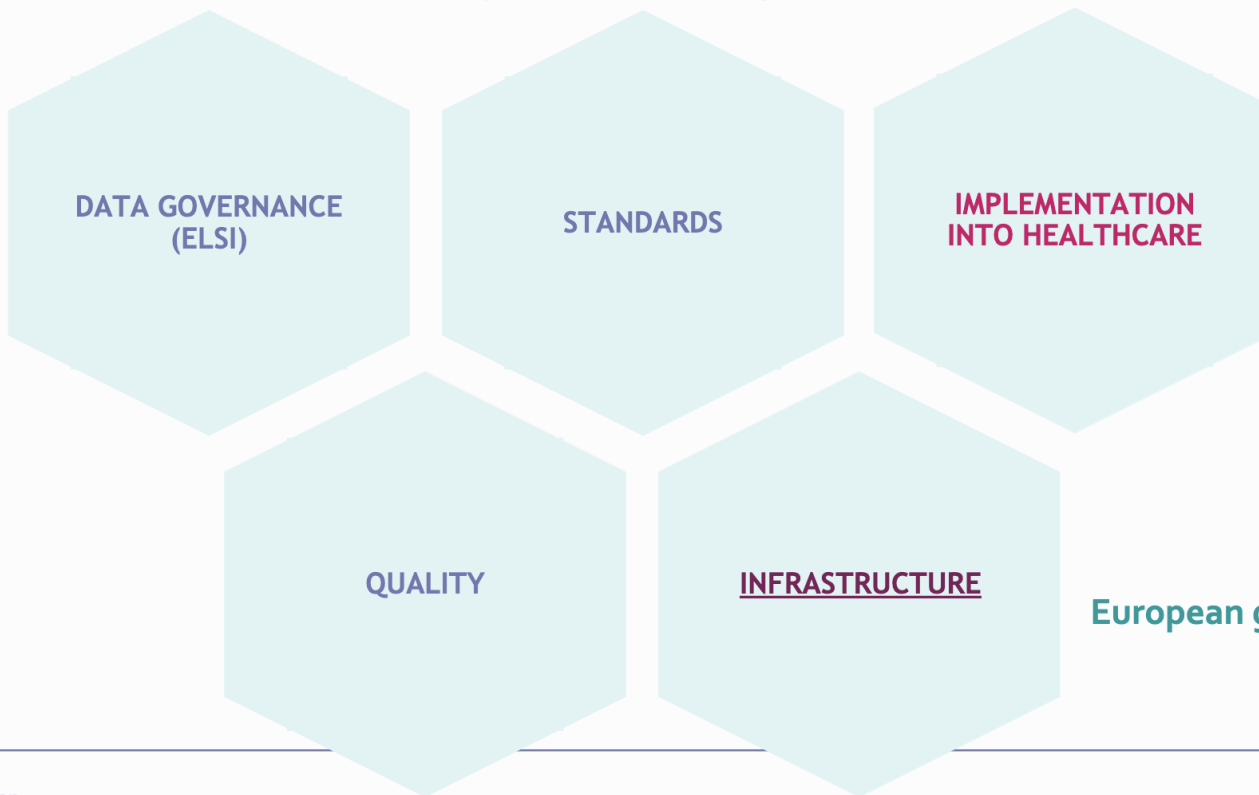 DATA GOVERNANCE
(ELSI)
STANDARDS
IMPLEMENTATION
INTO HEALTHCARE
QUALITY
INFRASTRUCTURE
European